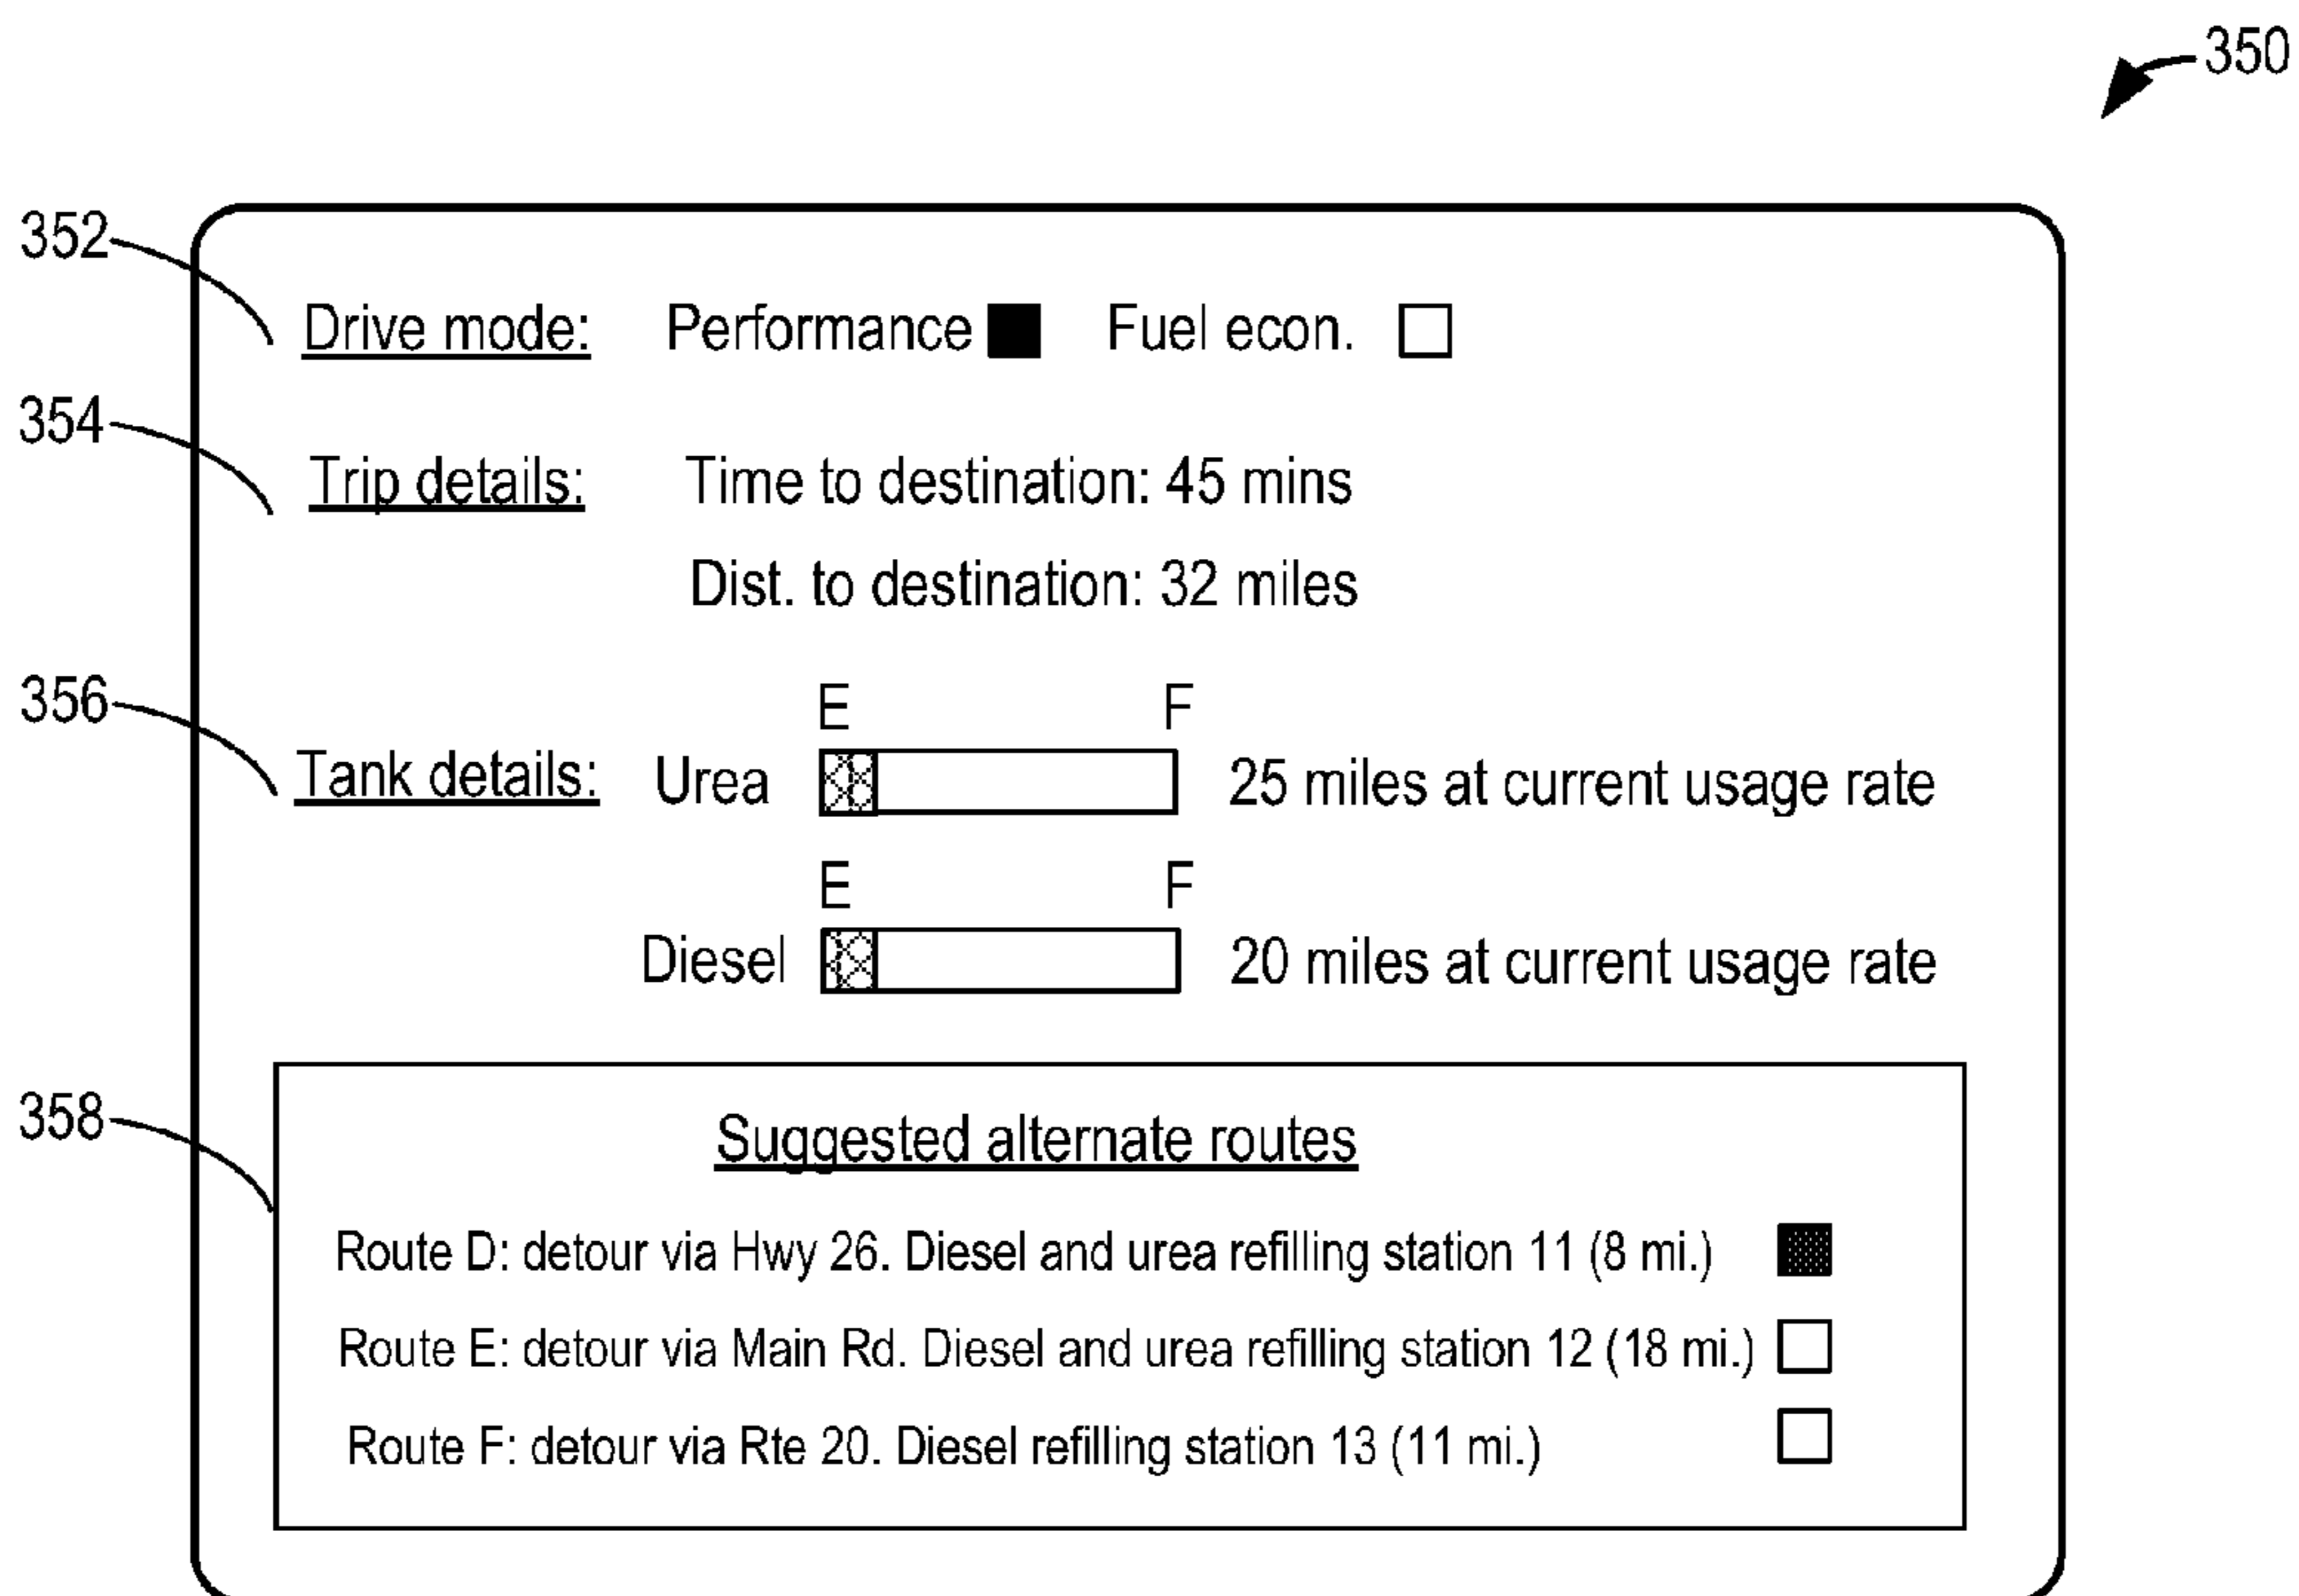 350
352
Drive mode: Performance Fuel econ.
354
Trip details: Time to destination: 45 mins
Dist. to destination: 32 miles
356
E F
Tank details: Urea 25 miles at current usage rate
E F
Diesel 20 miles at current usage rate
358
Suggested alternate routes
Route D: detour via Hwy 26. Diesel and urea refilling station 11 (8 mi.)
Route E: detour via Main Rd. Diesel and urea refilling station 12 (18 mi.)
Route F: detour via Rte 20. Diesel refilling station 13 (11 mi.)